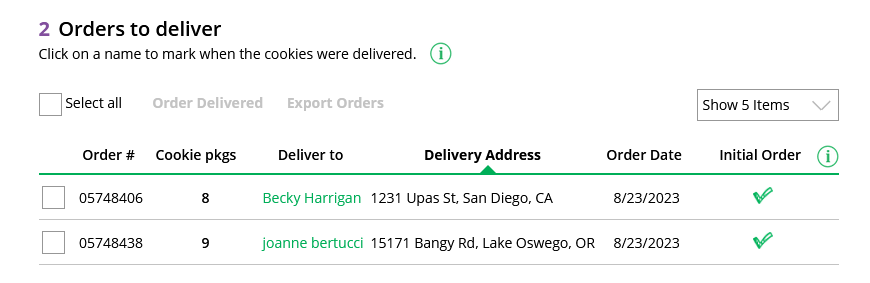 2 Orders to deliver
Click on a name to mark when the cookies were delivered. i
Select all Order Delivered Export Orders Show 5 Items
Order # Cookie pkgs Deliver to Delivery Address Order Date Initial Order i
05748406 8 Becky Harrigan 1231 Upas St, San Diego, CA 8/23/2023
05748438 9 joanne bertucci 15171 Bangy Rd, Lake Oswego, OR 8/23/2023